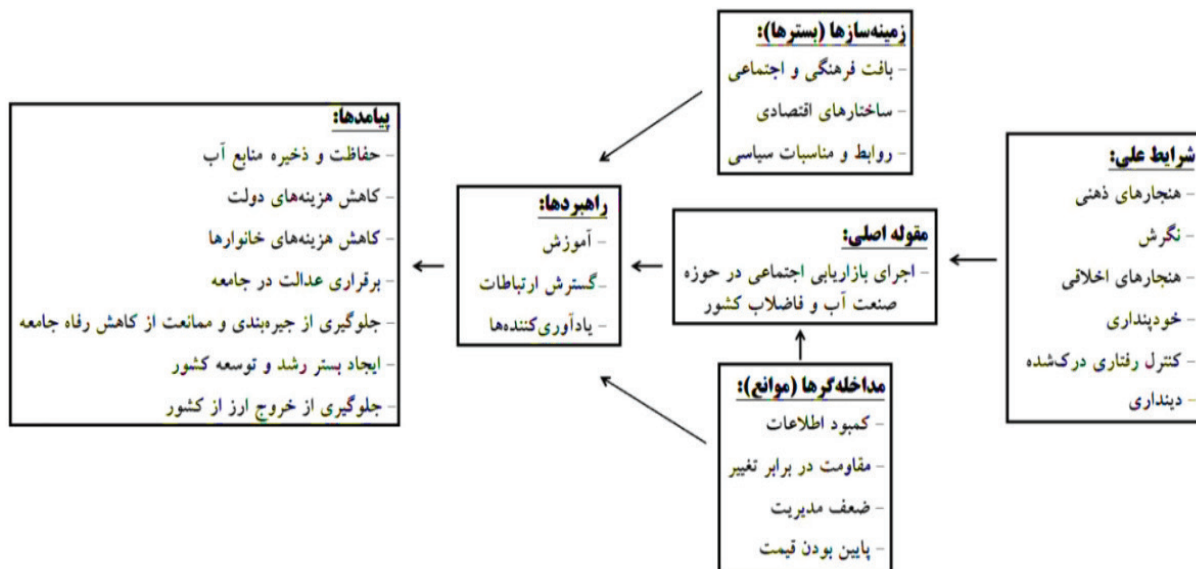 زمینه‌سازها (بسترها):
- بافت فرهنگی و اجتماعی
- ساختارهای اقتصادی
- روابط و مناسبات سیاسی
شرایط علی:
- هنجارهای ذهنی
- نگرش
- هنجارهای اخلاقی
- خودپنداری
- کنترل رفتاری درک‌شده
- دینداری
مقوله اصلی:
- اجرای بازاریابی اجتماعی در حوزه
صنعت آب و فاضلاب کشور
مداخله‌گرها (موانع):
- کمبود اطلاعات
- مقاومت در برابر تغییر
- ضعف مدیریت
- پایین بودن قیمت
راهبردها:
- آموزش
- گسترش ارتباطات
- یادآوری‌کننده‌ها
پیامدها:
- حفاظت و ذخیره منابع آب
- کاهش هزینه‌های دولت
- کاهش هزینه‌های خانوارها
- برقراری عدالت در جامعه
- جلوگیری از جیره‌بندی و ممانعت از کاهش رفاه جامعه
- ایجاد بستر رشد و توسعه کشور
- جلوگیری از خروج ارز از کشور